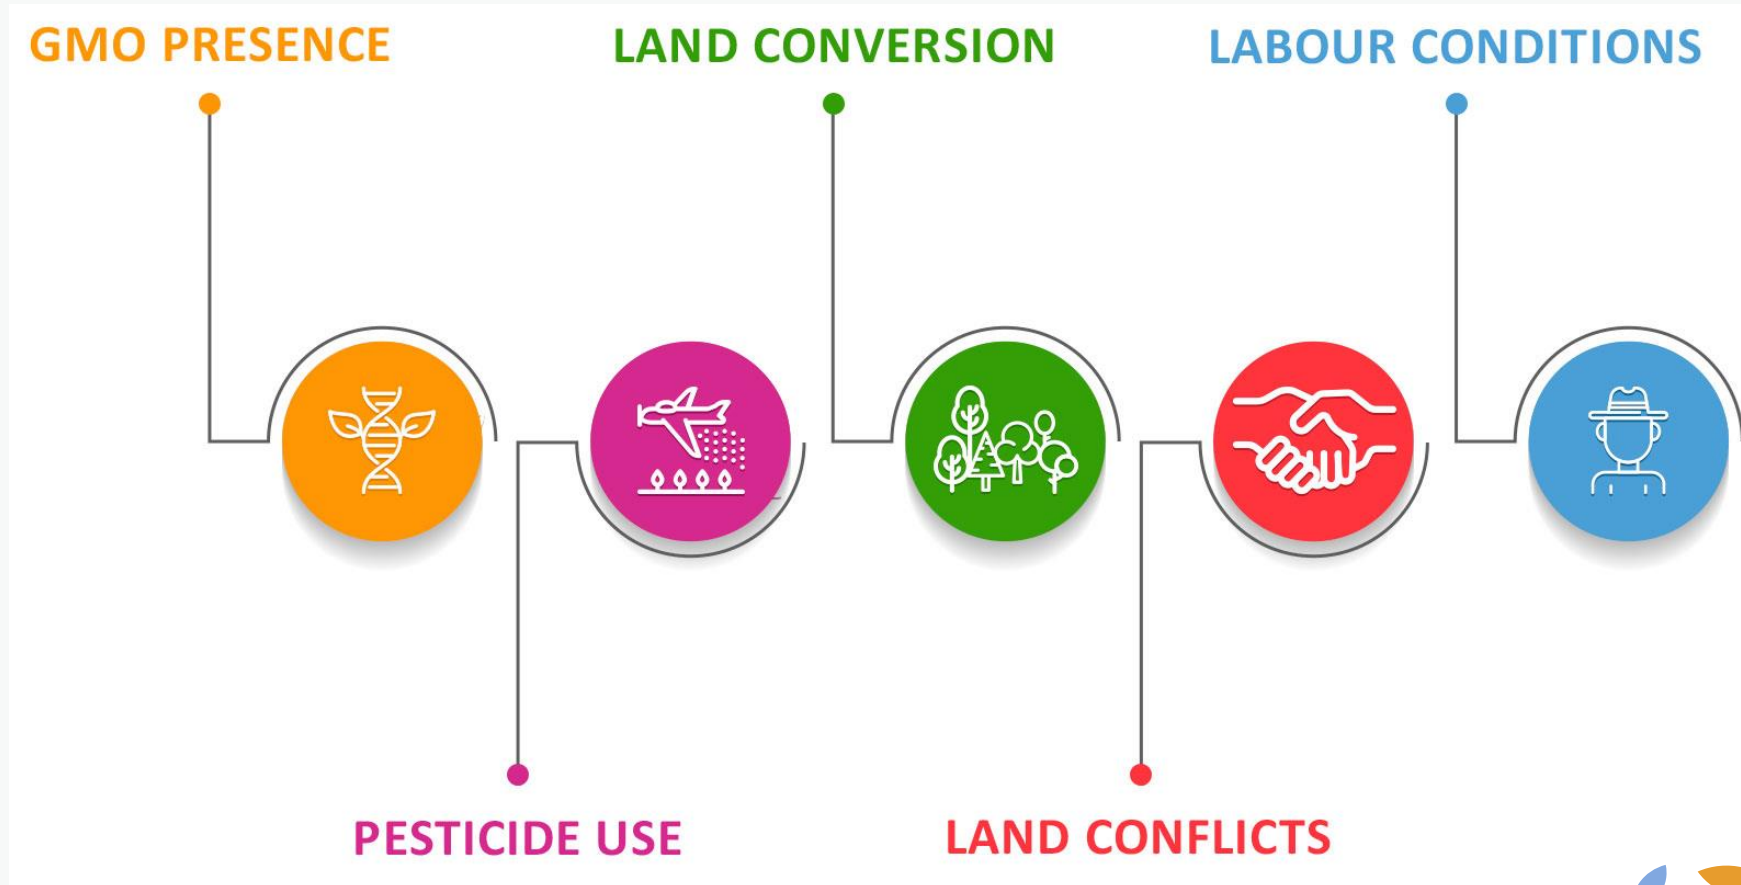 GMO PRESENCE
LAND CONVERSION
LABOUR CONDITIONS
PESTICIDE USE
LAND CONFLICTS